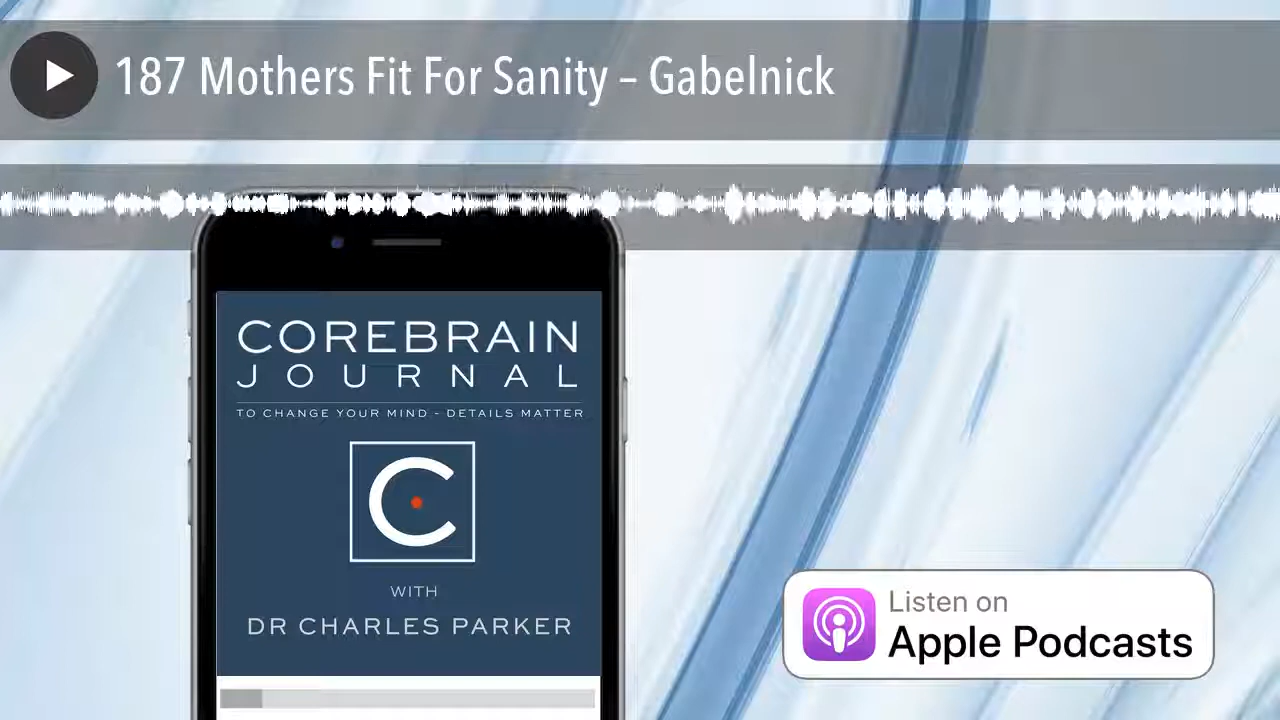 187 Mothers Fit For Sanity – Gabelnick
COREBRAIN
JOURNAL
TO CHANGE YOUR MIND - DETAILS MATTER
C
WITH
DR CHARLES PARKER
Listen on
Apple Podcasts